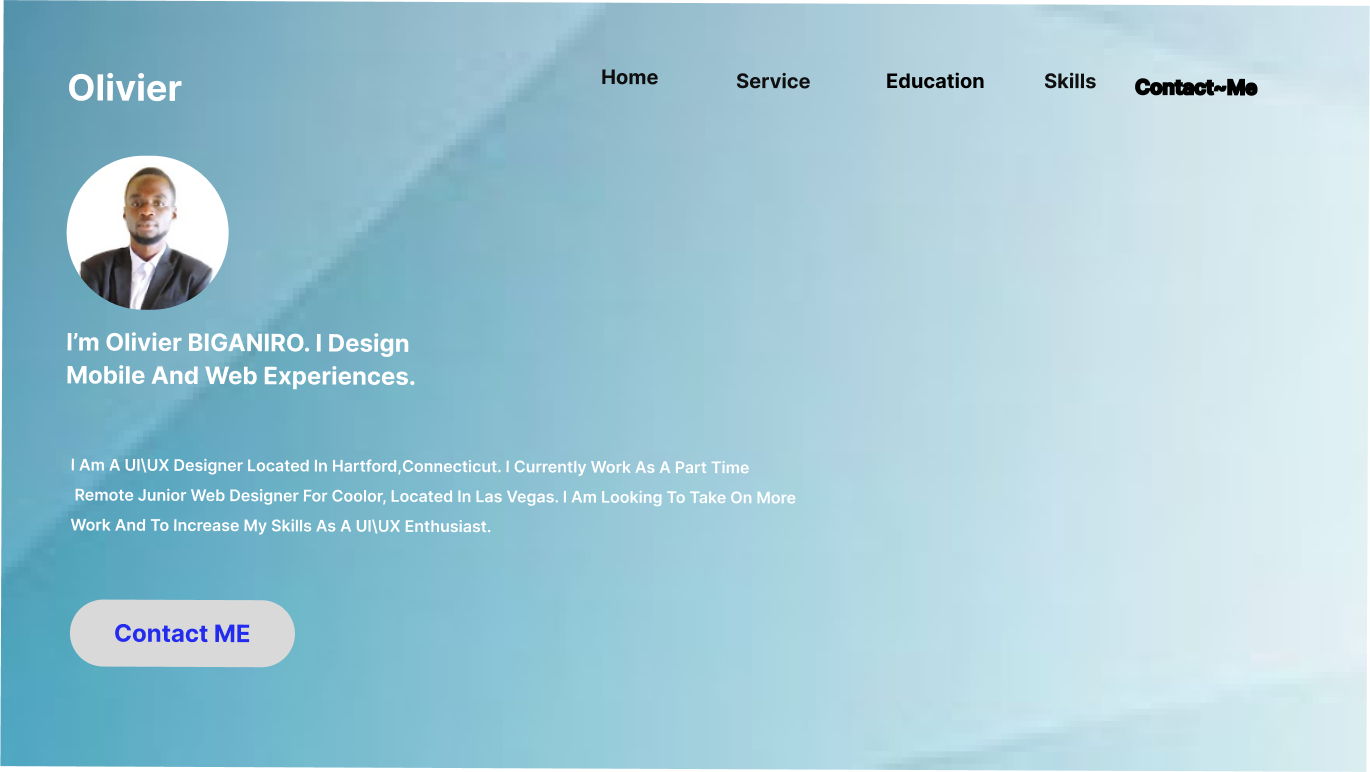 Olivier
Home Service Education Skills Contact~Me
I’m Olivier BIGANIRO. I Design
Mobile And Web Experiences.
I Am A UI\UX Designer Located In Hartford,Connecticut. I Currently Work As A Part Time
Remote Junior Web Designer For Coolor, Located In Las Vegas. I Am Looking To Take On More
Work And To Increase My Skills As A UI\UX Enthusiast.
Contact ME